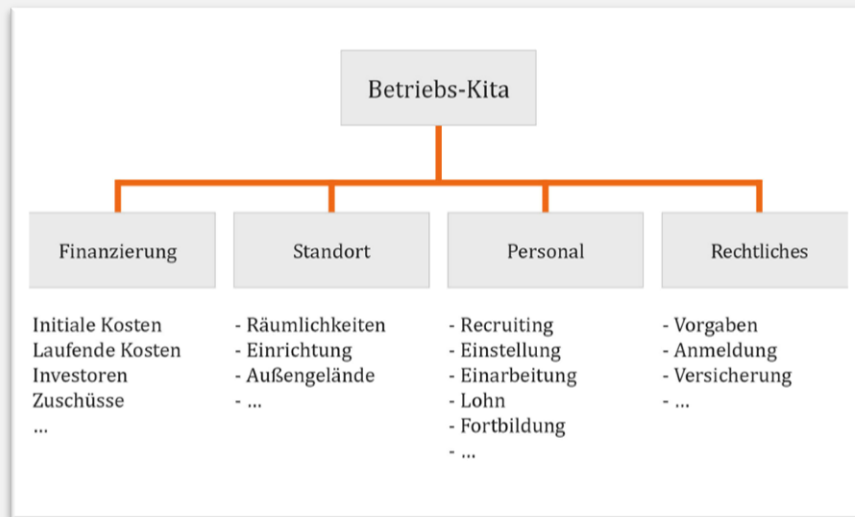 Betriebs-Kita
Finanzierung
Standort
Personal
Rechtliches
Initiale Kosten
Laufende Kosten
Investoren
Zuschüsse
...
- Räumlichkeiten
- Einrichtung
- Außengelände
- ...
- Recruiting
- Einstellung
- Einarbeitung
- Lohn
- Fortbildung
- ...
- Vorgaben
- Anmeldung
- Versicherung
- ...